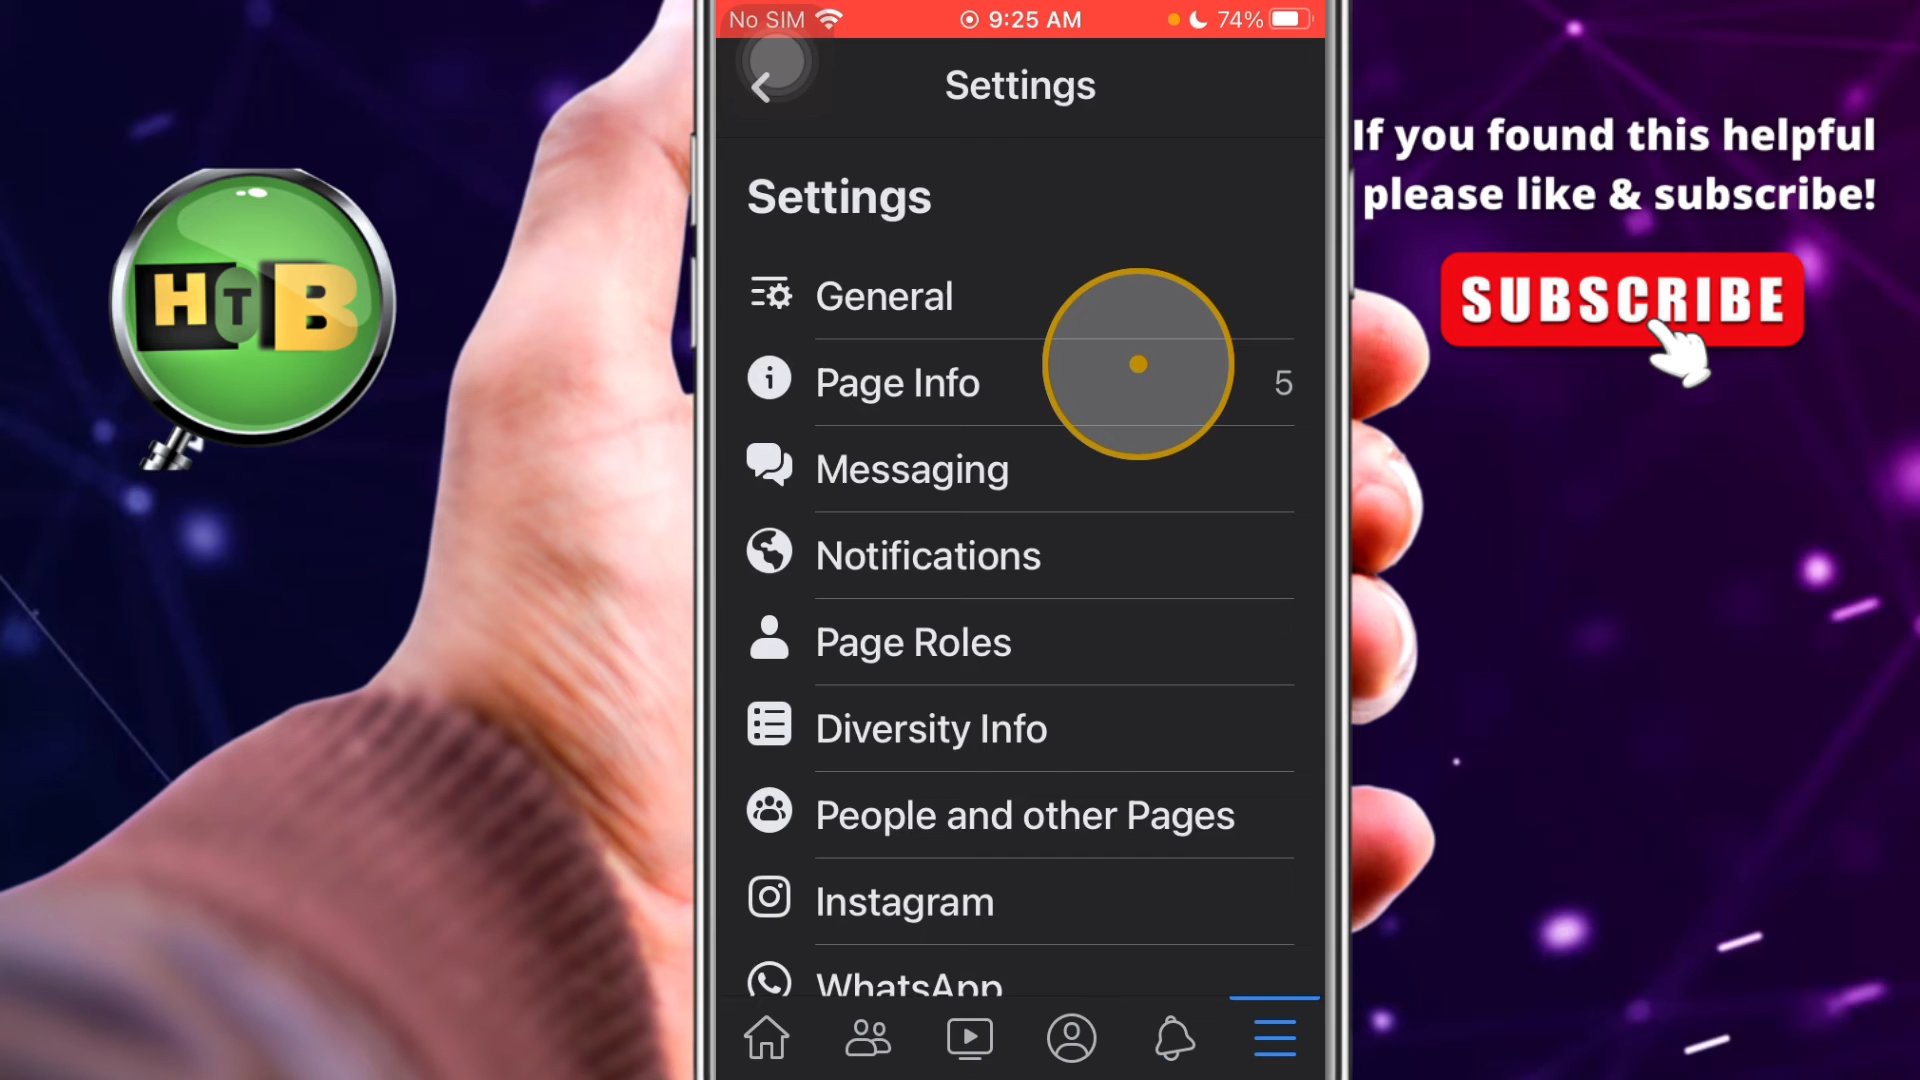 No SIM 9:25 AM 74%
Settings
Settings
General
Page Info 5
Messaging
Notifications
Page Roles
Diversity Info
People and other Pages
Instagram
WhatsApp
HTB
If you found this helpful
please like & subscribe!
SUBSCRIBE